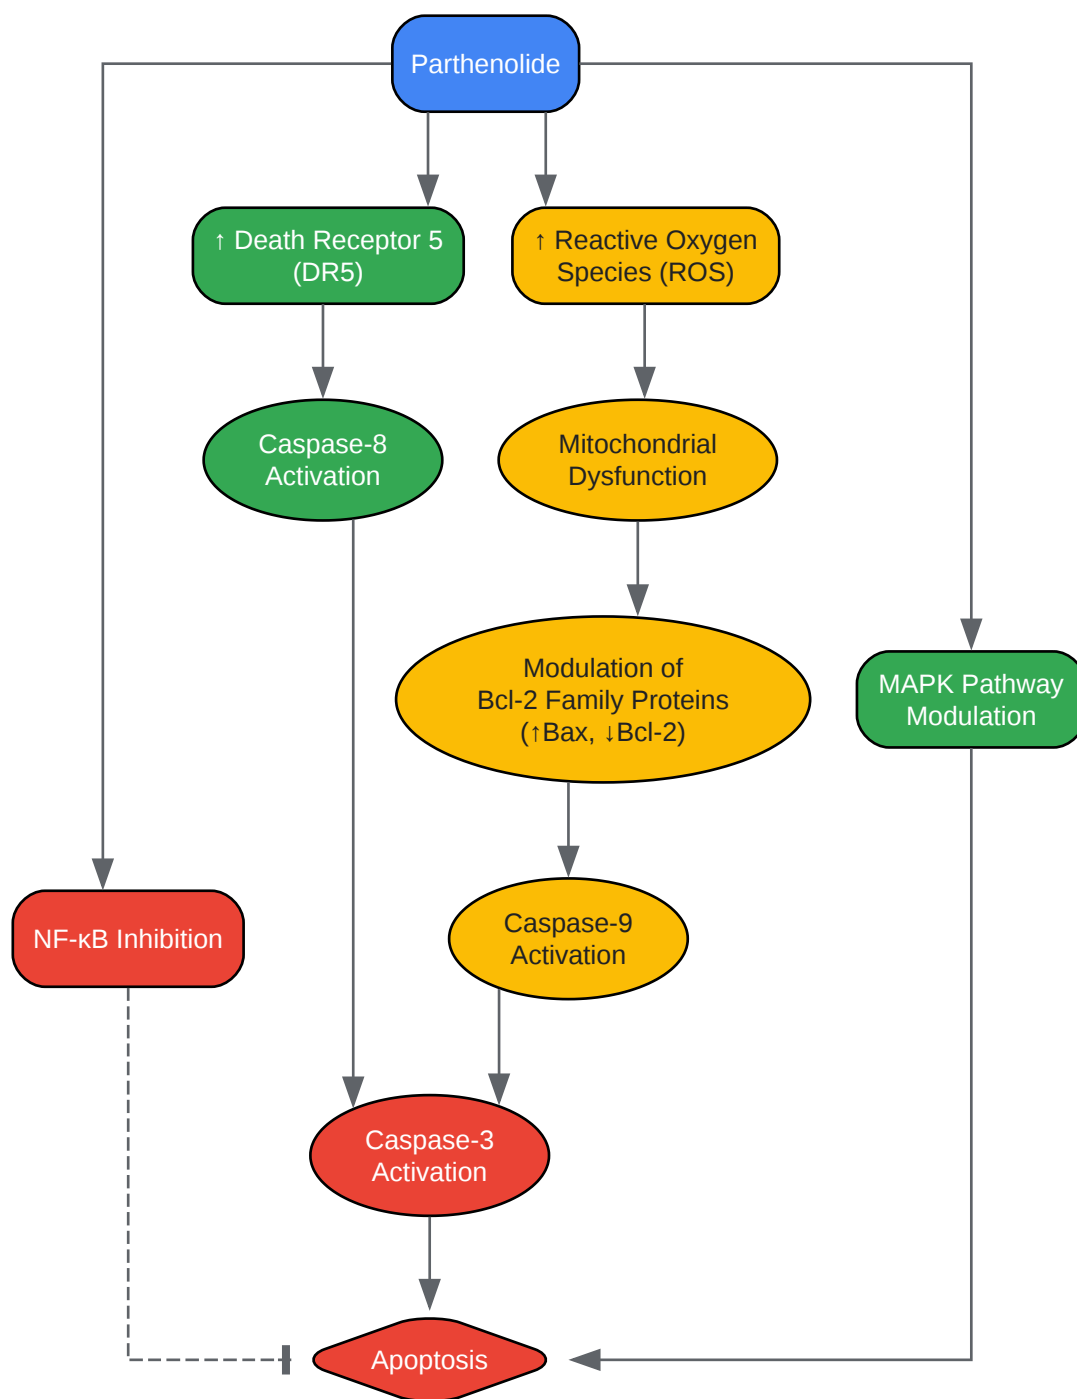 Parthenolide
↑ Death Receptor 5
(DR5)
↑ Reactive Oxygen
Species (ROS)
Caspase-8
Activation
Mitochondrial
Dysfunction
Modulation of
Bcl-2 Family Proteins
(↑Bax, ↓Bcl-2)
MAPK Pathway
Modulation
NF-κB Inhibition
Caspase-9
Activation
Caspase-3
Activation
Apoptosis